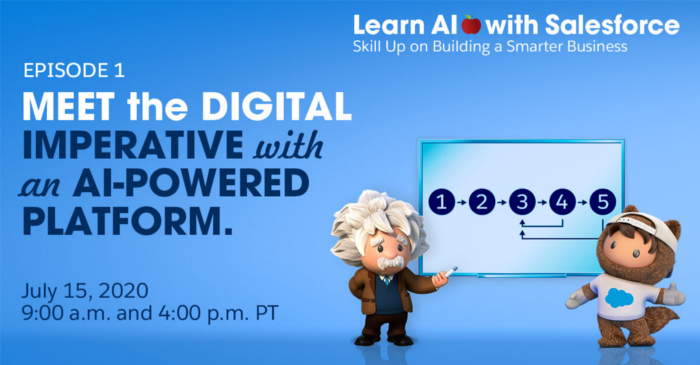 Learn AI with Salesforce
Skill Up on Building a Smarter Business
EPISODE 1
MEET the DIGITAL
IMPERATIVE with
an AI-POWERED
PLATFORM.
1 2 3 4 5
July 15, 2020
9:00 a.m. and 4:00 p.m. PT